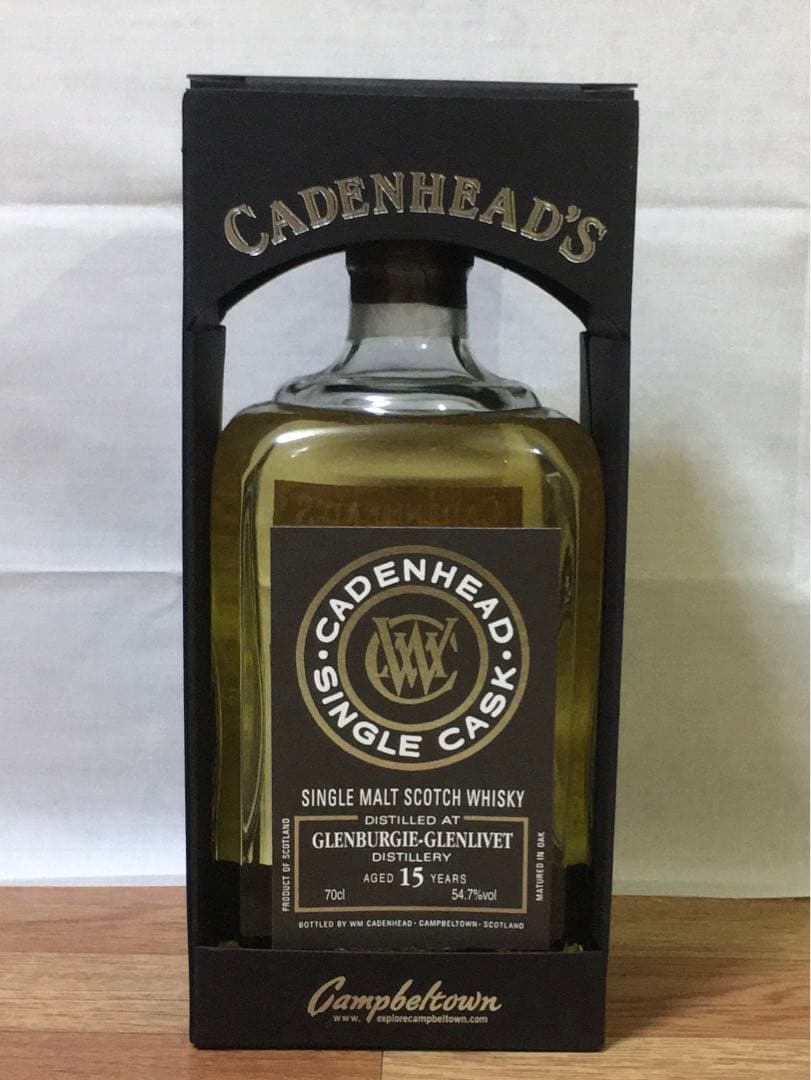 CADENHEAD'S
CADENHEAD
WC
SINGLE CASK
SINGLE MALT SCOTCH WHISKY
DISTILLED AT
GLENBURGIE-GLENLIVET
DISTILLERY
AGED 15 YEARS
70cl 54.7%vol
PRODUCT OF SCOTLAND
MATURED IN OAK
BOTTLED BY WM CADENHEAD · CAMPBELTOWN · SCOTLAND
Campbeltown
www. explorecampbeltown.com